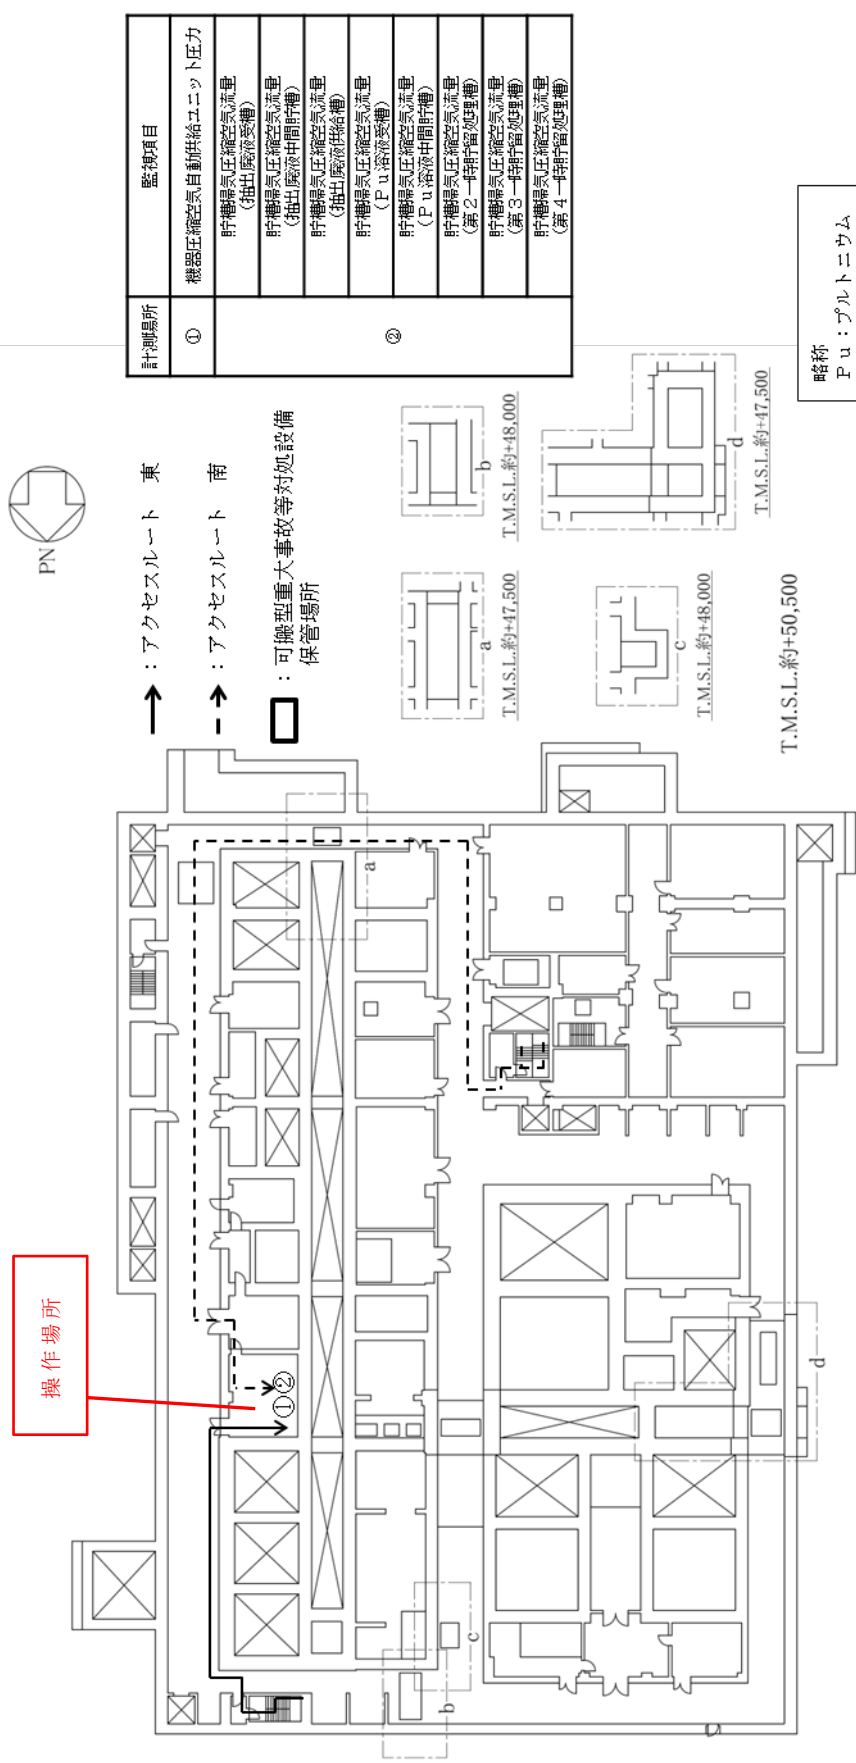 計測場所 監視項目
① 機器圧縮空気自動供給ユニット圧力
② 貯槽掃気圧縮空気流量
(抽出廃液受槽)
貯槽掃気圧縮空気流量
(抽出廃液中間貯槽)
貯槽掃気圧縮空気流量
(抽出廃液供給槽)
貯槽掃気圧縮空気流量
(Pu溶液受槽)
貯槽掃気圧縮空気流量
(Pu溶液中間貯槽)
貯槽掃気圧縮空気流量
(第2一時貯留処理槽)
貯槽掃気圧縮空気流量
(第3一時貯留処理槽)
貯槽掃気圧縮空気流量
(第4一時貯留処理槽)
略称
Pu:プルトニウム
PN
:アクセスルート 東
:アクセスルート 南
:可搬型重大事故等対処設備
保管場所
a
T.M.S.L.約+47,500
b
T.M.S.L.約+48,000
c
T.M.S.L.約+48,000
d
T.M.S.L.約+47,500
T.M.S.L.約+50,500
操作場所
①②
a
b
c
d